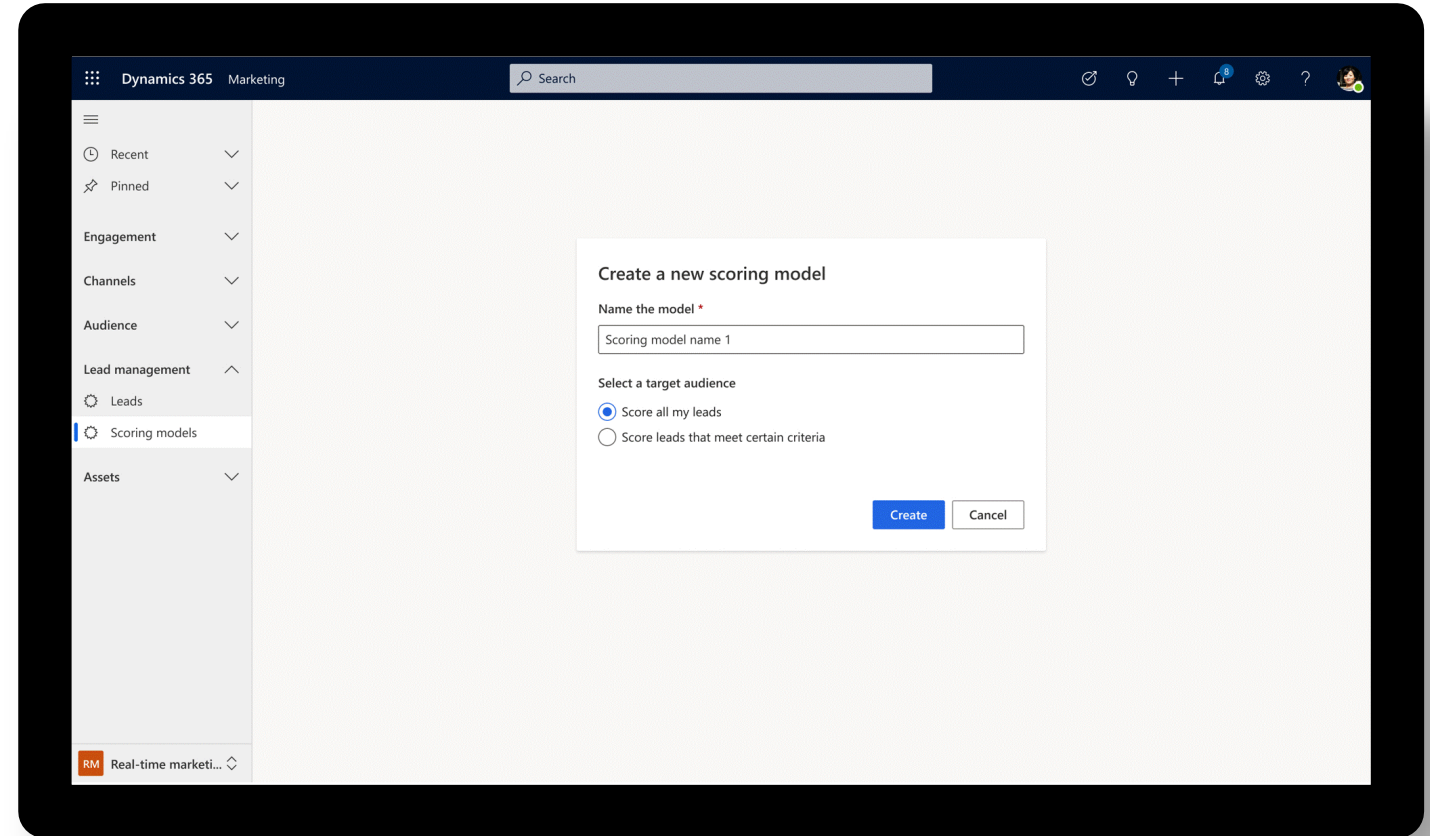 Dynamics 365 Marketing
Search
8
?
Recent
Pinned
Engagement
Channels
Audience
Lead management
Leads
Scoring models
Assets
RM Real-time marketi...
Create a new scoring model
Name the model *
Scoring model name 1
Select a target audience
Score all my leads
Score leads that meet certain criteria
Create
Cancel